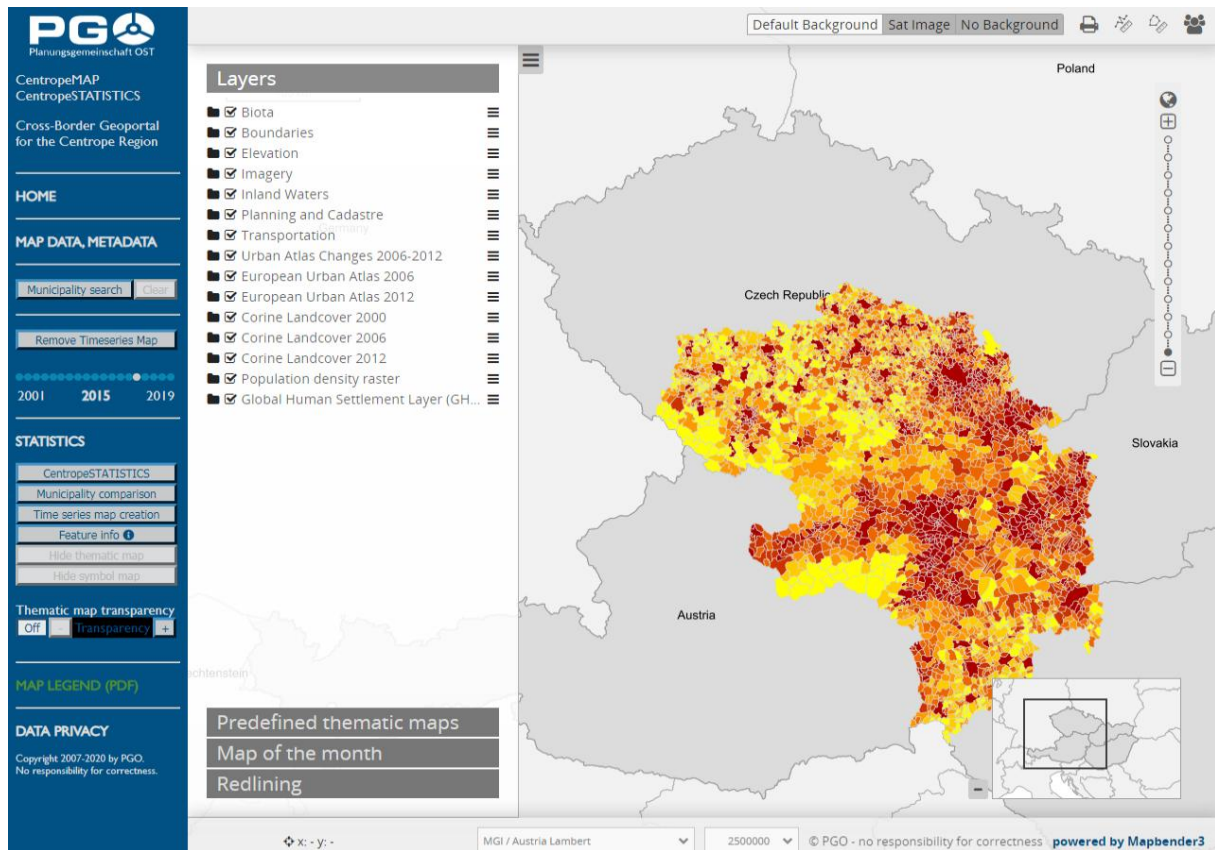 PGO
Planungsgemeinschaft OST
CentropeMAP
CentropeSTATISTICS
Cross-Border Geoportal
for the Centrope Region
HOME
MAP DATA, METADATA
Municipality search Clear
Remove Timeseries Map
2001 2015 2019
STATISTICS
CentropeSTATISTICS
Municipality comparison
Time series map creation
Feature info
Hide thematic map
Hide symbol map
Thematic map transparency
Off - Transparency +
MAP LEGEND (PDF)
DATA PRIVACY
Copyright 2007-2020 by PGO.
No responsibility for correctness.
Layers
Biota
Boundaries
Elevation
Imagery
Inland Waters
Planning and Cadastre
Transportation
Germany
Urban Atlas Changes 2006-2012
European Urban Atlas 2006
European Urban Atlas 2012
Corine Landcover 2000
Corine Landcover 2006
Corine Landcover 2012
Population density raster
Global Human Settlement Layer (GH...
chtenstein
Predefined thematic maps
Map of the month
Redlining
Default Background Sat Image No Background
Poland
Czech Republic
Slovakia
Austria
x: - y: -
MGI / Austria Lambert
2500000
© PGO - no responsibility for correctness powered by Mapbender3